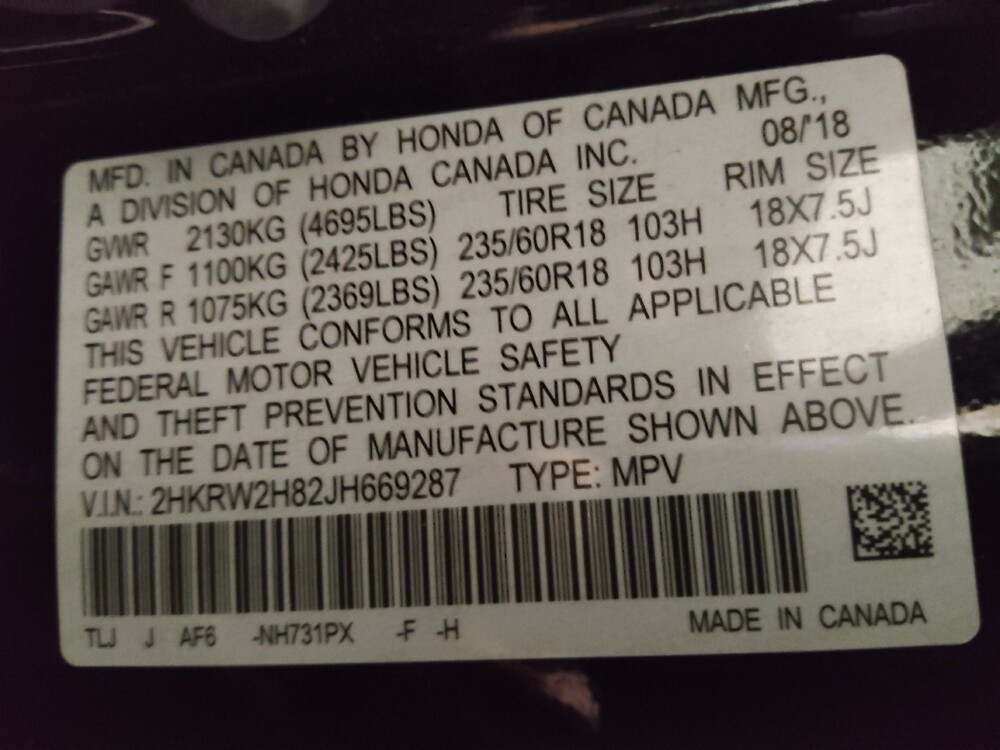 MFD. IN CANADA BY HONDA OF CANADA MFG.,
A DIVISION OF HONDA CANADA INC. 08/'18
GVWR 2130KG (4695LBS) TIRE SIZE RIM SIZE
GAWR F 1100KG (2425LBS) 235/60R18 103H 18X7.5J
GAWR R 1075KG (2369LBS) 235/60R18 103H 18X7.5J
THIS VEHICLE CONFORMS TO ALL APPLICABLE
FEDERAL MOTOR VEHICLE SAFETY
AND THEFT PREVENTION STANDARDS IN EFFECT
ON THE DATE OF MANUFACTURE SHOWN ABOVE.
V.I.N.: 2HKRW2H82JH669287 TYPE: MPV
TLJ J AF6 -NH731PX -F -H MADE IN CANADA